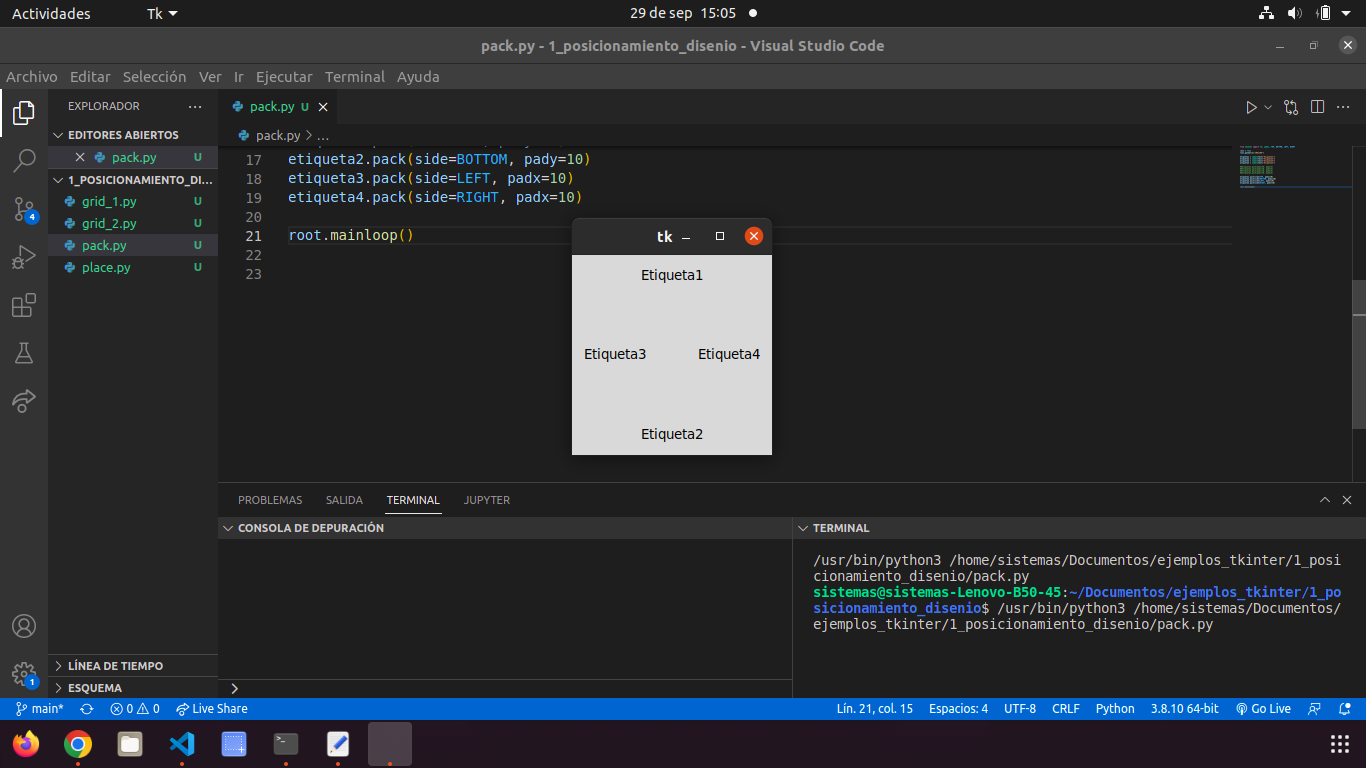 Actividades Tk 29 de sep 15:05
pack.py - 1_posicionamiento_disenio - Visual Studio Code
Archivo Editar Selección Ver Ir Ejecutar Terminal Ayuda
EXPLORADOR ... pack.py U
EDITORES ABIERTOS
pack.py > ...
pack.py U
1_POSICIONAMIENTO_DI...
grid_1.py U
grid_2.py U
pack.py U
place.py U
4
17 etiqueta2.pack(side=BOTTOM, pady=10)
18 etiqueta3.pack(side=LEFT, padx=10)
19 etiqueta4.pack(side=RIGHT, padx=10)
20
21 root.mainloop()
22
23
tk
Etiqueta1
Etiqueta3 Etiqueta4
Etiqueta2
PROBLEMAS SALIDA TERMINAL JUPYTER
CONSOLA DE DEPURACIÓN
TERMINAL
/usr/bin/python3 /home/sistemas/Documentos/ejemplos_tkinter/1_posi
cionamiento_disenio/pack.py
sistemas@sistemas-Lenovo-B50-45:~/Documentos/ejemplos_tkinter/1_po
sicionamiento_disenio$ /usr/bin/python3 /home/sistemas/Documentos/
ejemplos_tkinter/1_posicionamiento_disenio/pack.py
LÍNEA DE TIEMPO
ESQUEMA
1
main* 0 0 Live Share Lín. 21, col. 15 Espacios: 4 UTF-8 CRLF Python 3.8.10 64-bit Go Live